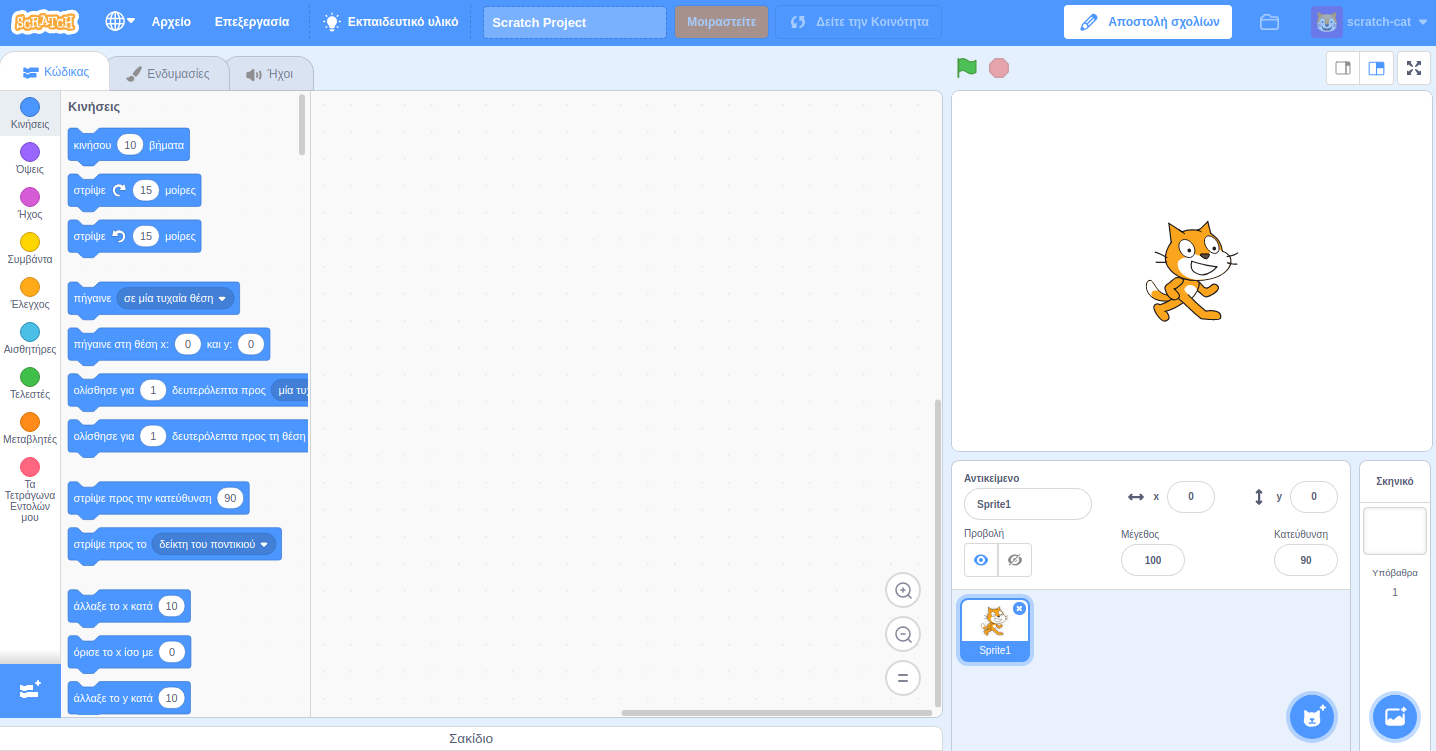 SCRATCH
Αρχείο
Επεξεργασία
Εκπαιδευτικό υλικό
Scratch Project
Μοιραστείτε
Δείτε την Κοινότητα
Αποστολή σχολίων
scratch-cat
Κώδικας
Ενδυμασίες
Ήχοι
Κινήσεις
Όψεις
Ήχος
Συμβάντα
Έλεγχος
Αισθητήρες
Τελεστές
Μεταβλητές
Τα
Τετράγωνα
Εντολών
μου
Κινήσεις
κινήσου 10 βήματα
στρίψε 15 μοίρες
στρίψε 15 μοίρες
πήγαινε σε μία τυχαία θέση
πήγαινε στη θέση x: 0 και y: 0
ολίσθησε για 1 δευτερόλεπτα προς μία τυχ
ολίσθησε για 1 δευτερόλεπτα προς τη θέση
στρίψε προς την κατεύθυνση 90
στρίψε προς το δείκτη του ποντικιού
άλλαξε το x κατά 10
όρισε το x ίσο με 0
άλλαξε το y κατά 10
Σακίδιο
Αντικείμενο
Sprite1
x 0
y 0
Προβολή
Μέγεθος
100
Κατεύθυνση
90
Sprite1
Σκηνικό
Υπόβαθρα
1